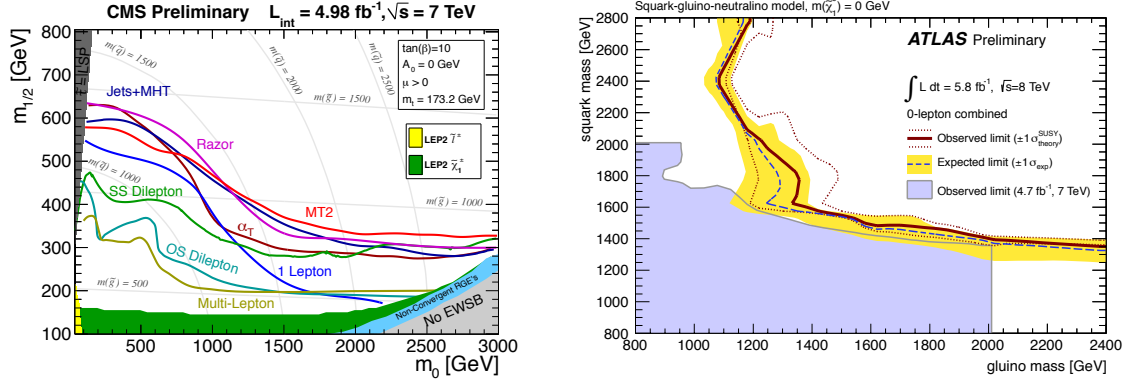 CMS Preliminary L_int = 4.98 fb⁻¹, √s = 7 TeV
m_1/2 [GeV]
800
700
600
500
400
300
200
100
= LSP
m(q̃) = 1500
m(q̃) = 2000
m(q̃) = 2500
tan(β)=10
A₀ = 0 GeV
μ > 0
m_t = 173.2 GeV
LEP2 l̃±
LEP2 χ̃₁±
Jets+MHT
m(g̃) = 1500
Razor
m(q̃) = 1000
SS Dilepton
m(g̃) = 1000
MT2
α_T
OS Dilepton
1 Lepton
m(g̃) = 500
Multi-Lepton
Non-Convergent RGE's
No EWSB
0 500 1000 1500 2000 2500 3000
m₀ [GeV]
Squark-gluino-neutralino model, m(χ̃₁⁰) = 0 GeV
squark mass [GeV]
2800
2600
2400
2200
2000
1800
1600
1400
1200
1000
800
ATLAS Preliminary
∫ L dt = 5.8 fb⁻¹, √s=8 TeV
0-lepton combined
Observed limit (±1 σ^SUSY_theory)
Expected limit (±1 σ_exp)
Observed limit (4.7 fb⁻¹, 7 TeV)
800 1000 1200 1400 1600 1800 2000 2200 2400
gluino mass [GeV]